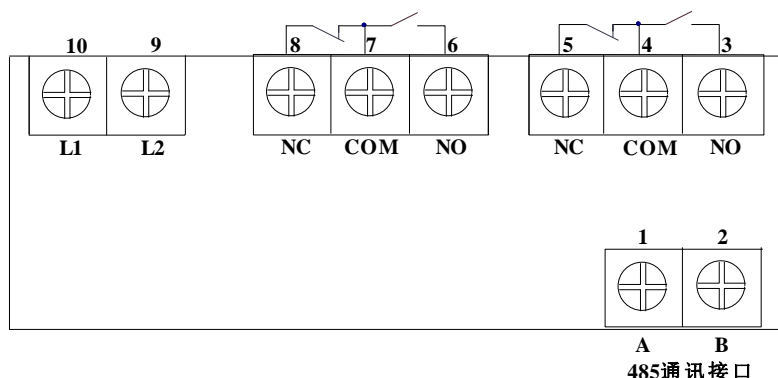 10 9 8 7 6 5 4 3
L1 L2 NC COM NO NC COM NO
1 2
A B
485通讯接口